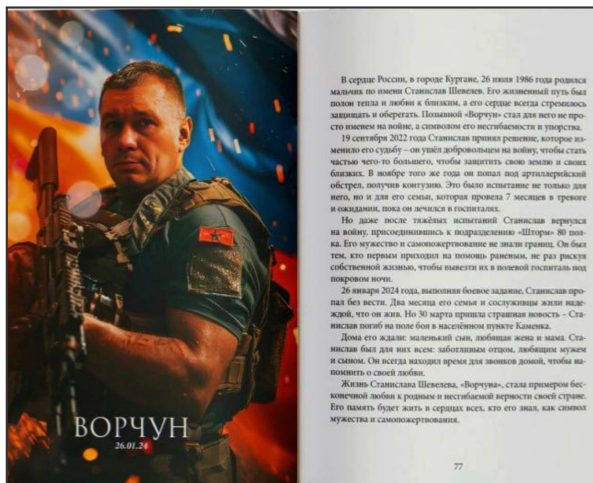 ВОРЧУН
26.01.24
В сердце России, в городе Кургане, 26 июля 1986 года родился
мальчик по имени Станислав Шевелев. Его жизненный путь был
полон тепла и любви к близким, а его сердце всегда стремилось
защищать и оберегать. Позывной «Ворчун» стал для него не про-
сто именем на войне, а символом его несгибаемости и упорства.
19 сентября 2022 года Станислав принял решение, которое из-
менило его судьбу – он ушёл добровольцем на войну, чтобы стать
частью чего-то большего, чтобы защитить свою землю и своих
близких. В ноябре того же года он попал под артиллерийский
обстрел, получив контузию. Это было испытание не только для
него, но и для его семьи, которая провела 7 месяцев в тревоге
и ожидании, пока он лечился в госпиталях.
Но даже после тяжёлых испытаний Станислав вернулся
на войну, присоединившись к подразделению «Шторм» 80 пол-
ка. Его мужество и самопожертвование не знали границ. Он был
тем, кто первым приходил на помощь раненым, не раз рискуя
собственной жизнью, чтобы вывезти их в полевой госпиталь под
покровом ночи.
26 января 2024 года, выполняя боевое задание, Станислав про-
пал без вести. Два месяца его семья и сослуживцы жили надеж-
дой, что он жив. Но 30 марта пришла страшная новость – Ста-
нислав погиб на поле боя в населённом пункте Каменка.
Дома его ждали: маленький сын, любящая жена и мама. Ста-
нислав был для них всем: заботливым отцом, любящим мужем
и сыном. Он всегда находил время для звонков домой, чтобы на-
помнить о своей любви.
Жизнь Станислава Шевелева, «Ворчуна», стала примером бес-
конечной любви к родным и несгибаемой верности своей стране.
Его память будет жить в сердцах всех, кто его знал, как символ
мужества и самопожертвования.
77